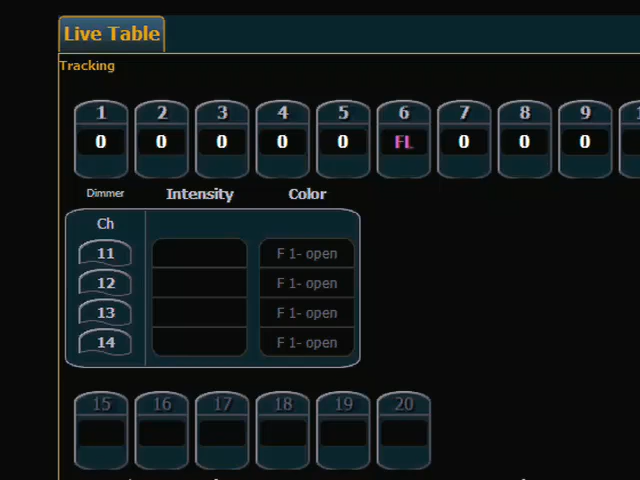 Live Table
Tracking
1 2 3 4 5 6 7 8 9
0 0 0 0 0 FL 0 0 0
Dimmer Intensity Color
Ch
11 F 1- open
12 F 1- open
13 F 1- open
14 F 1- open
15 16 17 18 19 20